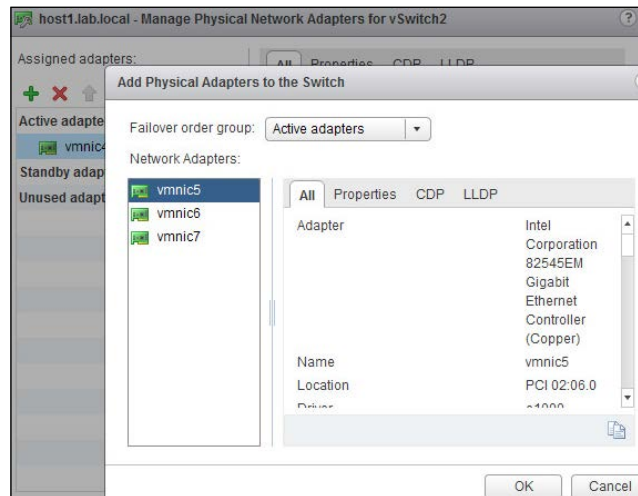 host1.lab.local - Manage Physical Network Adapters for vSwitch2
Assigned adapters:
All Properties CDP LLDP
Add Physical Adapters to the Switch
Active adapte
vmnic4
Standby adap
Unused adapt
Failover order group: Active adapters
Network Adapters:
vmnic5
vmnic6
vmnic7
All Properties CDP LLDP
Adapter Intel
Corporation
82545EM
Gigabit
Ethernet
Controller
(Copper)
Name vmnic5
Location PCI 02:06.0
Driver e1000
OK Cancel